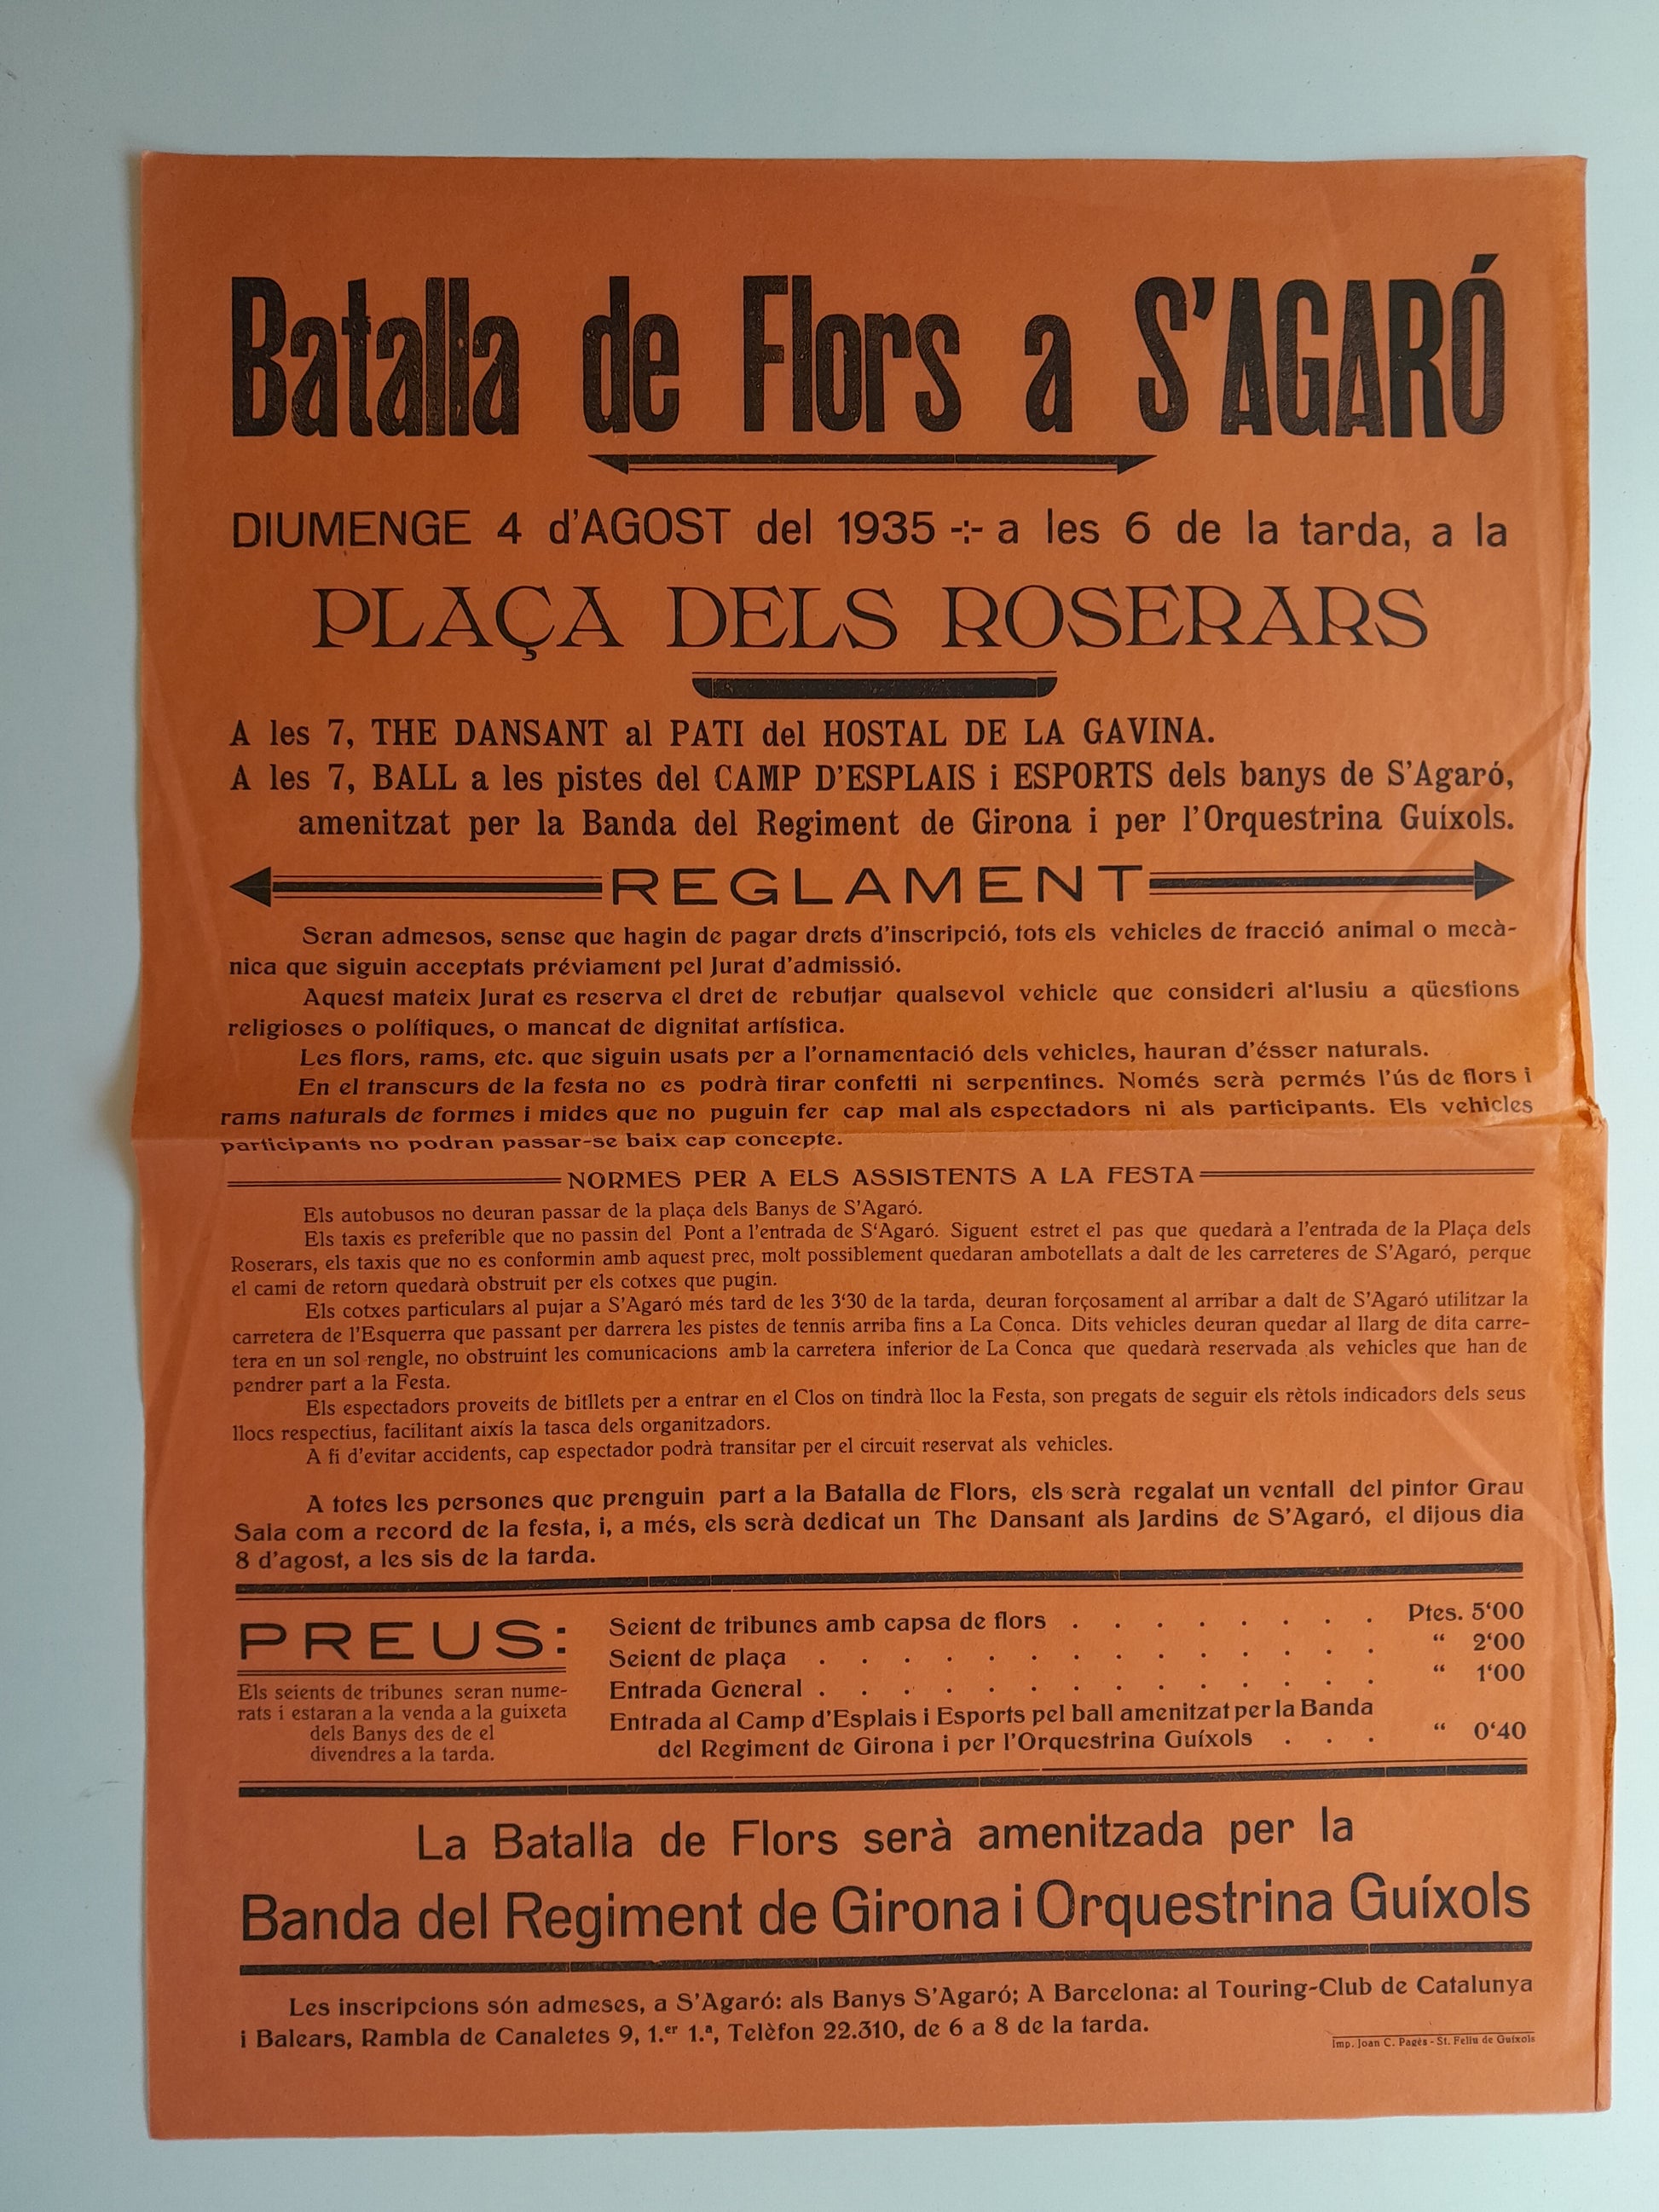 Batalla de Flors a S'AGARÓ
DIUMENGE 4 d'AGOST del 1935 -:- a les 6 de la tarda, a la
PLAÇA DELS ROSERARS
A les 7, THE DANSANT al PATI del HOSTAL DE LA GAVINA.
A les 7, BALL a les pistes del CAMP D'ESPLAIS i ESPORTS dels banys de S'Agaró,
amenitzat per la Banda del Regiment de Girona i per l'Orquestrina Guíxols.
REGLAMENT
Seran admesos, sense que hagin de pagar drets d'inscripció, tots els vehicles de tracció animal o mecà-
nica que siguin acceptats préviament pel Jurat d'admissió.
Aquest mateix Jurat es reserva el dret de rebutjar qualsevol vehicle que consideri al·lusiu a qüestions
religioses o polítiques, o mancat de dignitat artística.
Les flors, rams, etc. que siguin usats per a l'ornamentació dels vehicles, hauran d'ésser naturals.
En el transcurs de la festa no es podrà tirar confetti ni serpentines. Només serà permés l'ús de flors i
rams naturals de formes i mides que no puguin fer cap mal als espectadors ni als participants. Els vehicles
participants no podran passar-se baix cap concepte.
NORMES PER A ELS ASSISTENTS A LA FESTA
Els autobusos no deuran passar de la plaça dels Banys de S'Agaró.
Els taxis es preferible que no passin del Pont a l'entrada de S'Agaró. Siguent estret el pas que quedarà a l'entrada de la Plaça dels
Roserars, els taxis que no es conformin amb aquest prec, molt possiblement quedaran ambotellats a dalt de les carreteres de S'Agaró, perque
el cami de retorn quedarà obstruit per els cotxes que pugin.
Els cotxes particulars al pujar a S'Agaró més tard de les 3'30 de la tarda, deuran forçosament al arribar a dalt de S'Agaró utilitzar la
carretera de l'Esquerra que passant per darrera les pistes de tennis arriba fins a La Conca. Dits vehicles deuran quedar al llarg de dita carre-
tera en un sol rengle, no obstruint les comunicacions amb la carretera inferior de La Conca que quedarà reservada als vehicles que han de
pendrer part a la Festa.
Els espectadors proveits de bitllets per a entrar en el Clos on tindrà lloc la Festa, son pregats de seguir els rètols indicadors dels seus
llocs respectius, facilitant aixís la tasca dels organitzadors.
A fi d'evitar accidents, cap espectador podrà transitar per el circuit reservat als vehicles.
A totes les persones que prenguin part a la Batalla de Flors, els serà regalat un ventall del pintor Grau
Sala com a record de la festa, i, a més, els serà dedicat un The Dansant als Jardins de S'Agaró, el dijous dia
8 d'agost, a les sis de la tarda.
PREUS:
Els seients de tribunes seran nume-
rats i estaran a la venda a la guixeta
dels Banys des de el
divendres a la tarda.
Seient de tribunes amb capsa de flors . . . . . . . . Ptes. 5'00
Seient de plaça . . . . . . . . . . . . . . “ 2'00
Entrada General . . . . . . . . . . . . . . “ 1'00
Entrada al Camp d'Esplais i Esports pel ball amenitzat per la Banda
del Regiment de Girona i per l'Orquestrina Guíxols . . . “ 0'40
La Batalla de Flors serà amenitzada per la
Banda del Regiment de Girona i Orquestrina Guíxols
Les inscripcions són admeses, a S'Agaró: als Banys S'Agaró; A Barcelona: al Touring-Club de Catalunya
i Balears, Rambla de Canaletes 9, 1.er 1.ª, Telèfon 22.310, de 6 a 8 de la tarda.
Imp. Joan C. Pagès - St. Feliu de Guíxols